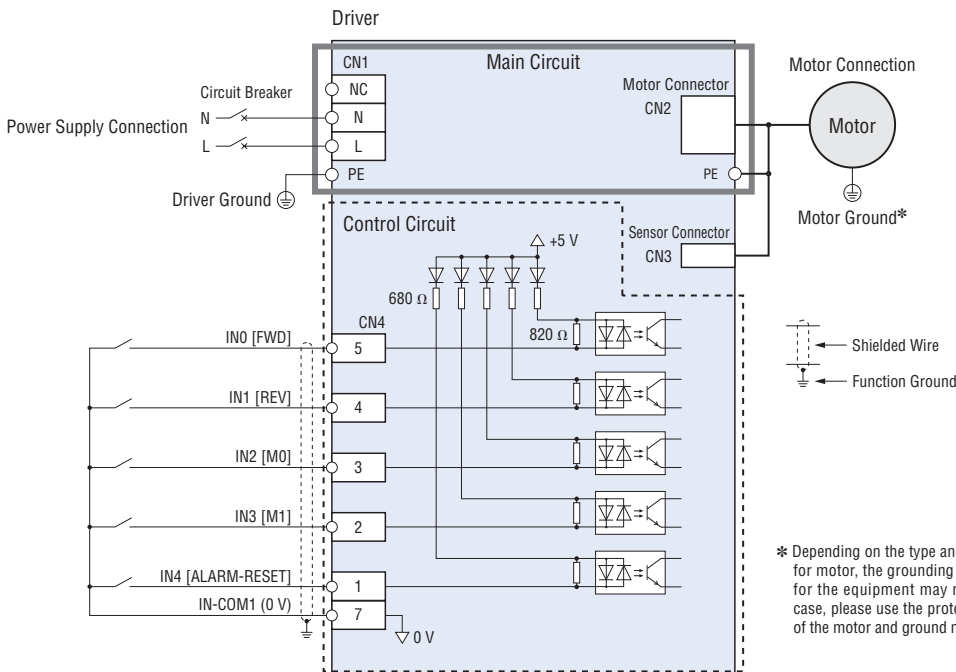 Driver
CN1
Main Circuit
NC
Motor Connector
CN2
Motor Connection
Circuit Breaker
Power Supply Connection
N
N
L
L
Motor
PE
PE
Driver Ground
Motor Ground*
Control Circuit
+5 V
Sensor Connector
CN3
680 Ω
CN4
820 Ω
IN0 [FWD]
5
Shielded Wire
Function Ground
IN1 [REV]
4
IN2 [M0]
3
IN3 [M1]
2
IN4 [ALARM-RESET]
1
IN-COM1 (0 V)
7
0 V
* Depending on the type an
for motor, the grounding
for the equipment may
case, please use the prote
of the motor and ground